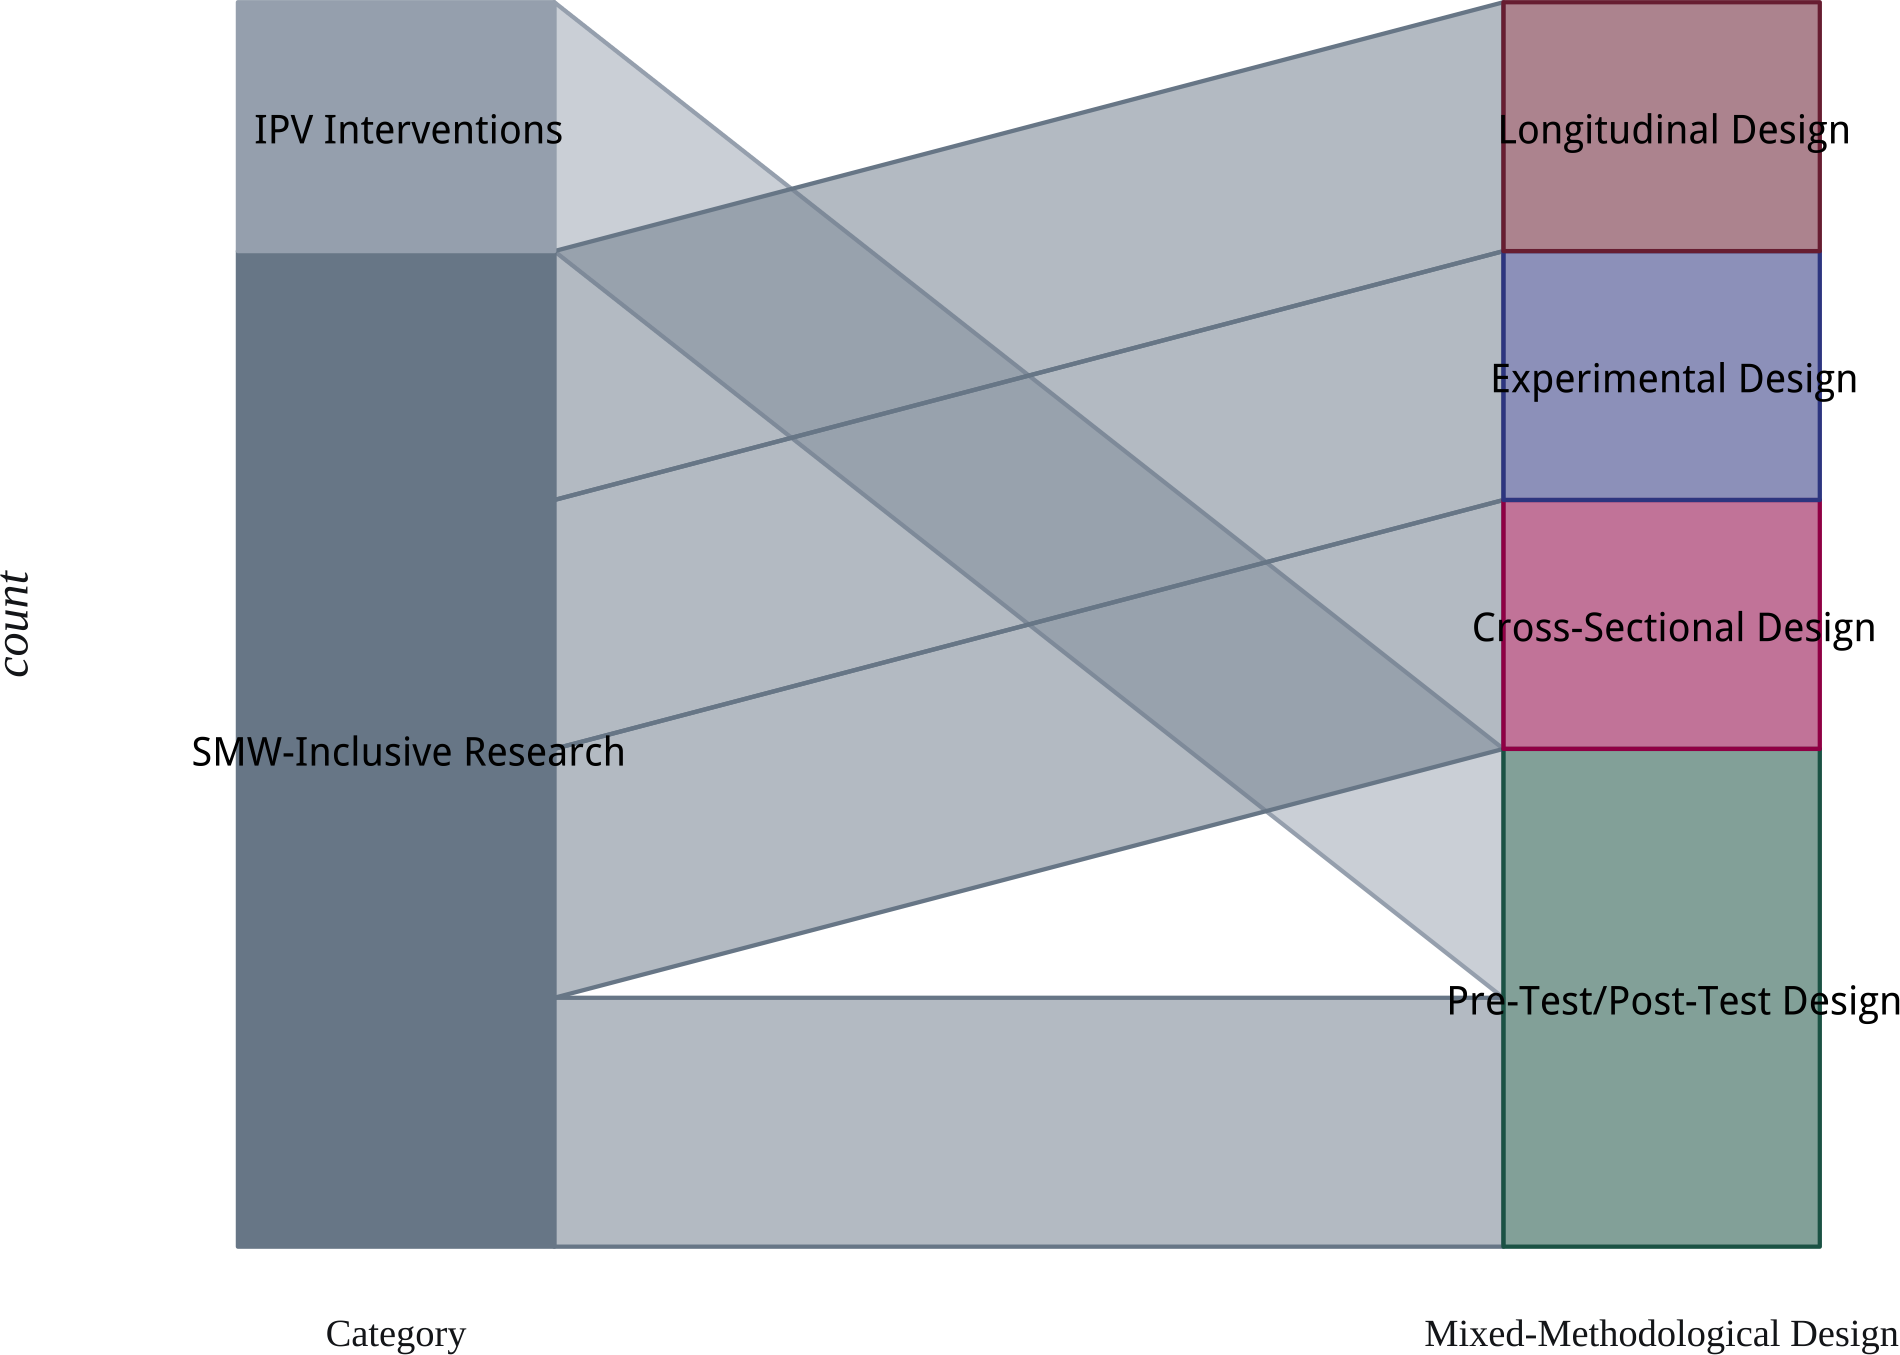 IPV Interventions
Longitudinal Design
Experimental Design
Cross-Sectional Design
count
SMW-Inclusive Research
Pre-Test/Post-Test Design
Category
Mixed-Methodological Design